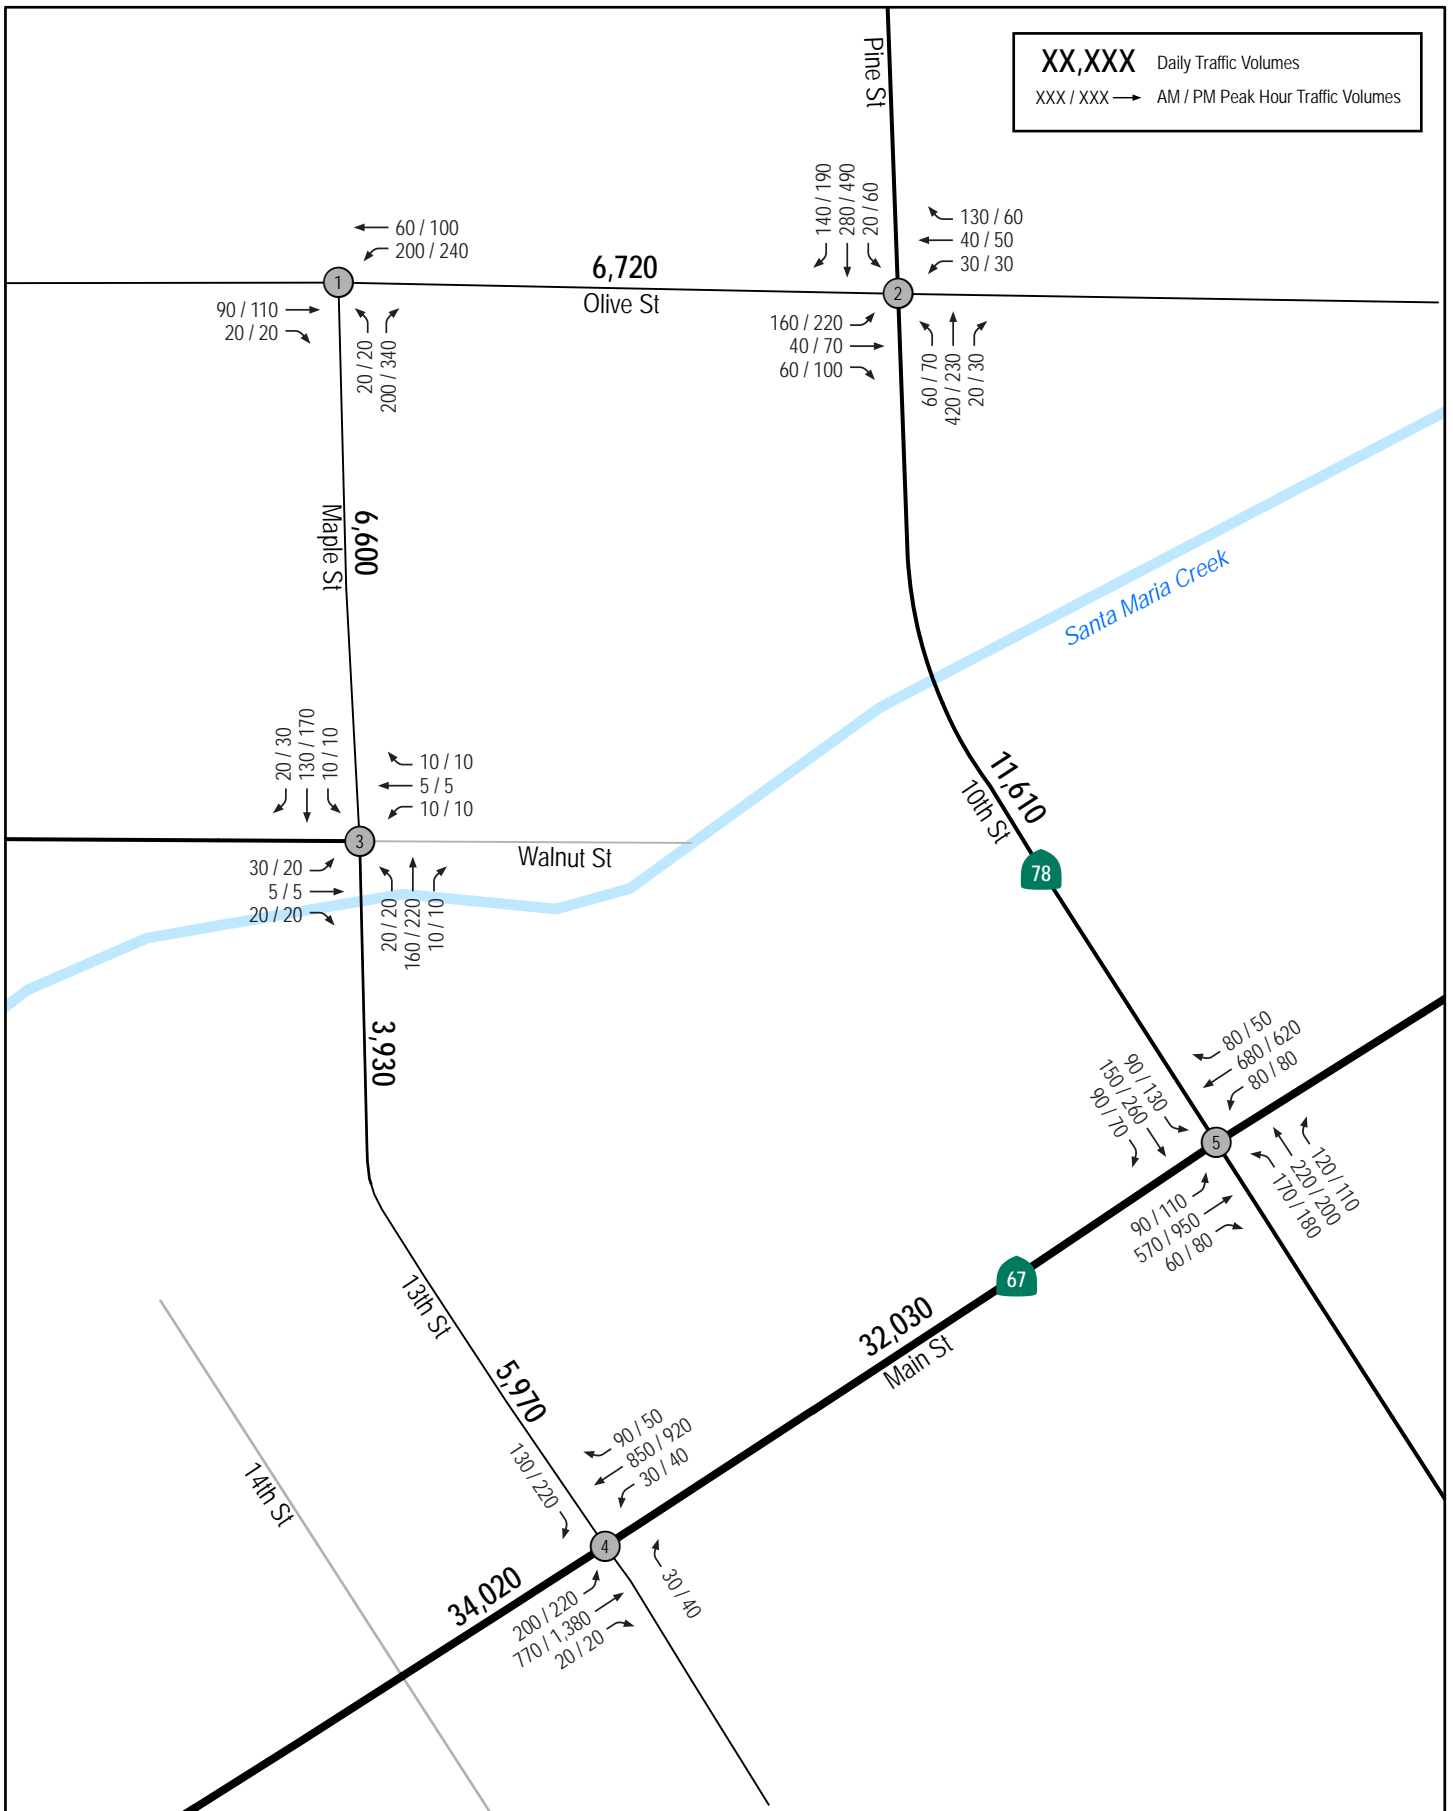 XX,XXX Daily Traffic Volumes
XXX / XXX AM / PM Peak Hour Traffic Volumes
Pine St
140 / 190
280 / 490
20 / 60
130 / 60
40 / 50
30 / 30
60 / 100
200 / 240
6,720
Olive St
1
2
90 / 110
20 / 20
20 / 20
200 / 340
160 / 220
40 / 70
60 / 100
60 / 70
420 / 230
20 / 30
Maple St
6,600
Santa Maria Creek
20 / 30
130 / 170
10 / 10
10 / 10
5 / 5
10 / 10
3
Walnut St
30 / 20
5 / 5
20 / 20
20 / 20
160 / 220
10 / 10
11,610
10th St
78
3,930
80 / 50
680 / 620
80 / 80
90 / 130
150 / 260
90 / 70
5
120 / 110
220 / 200
170 / 180
90 / 110
570 / 950
60 / 80
67
32,030
Main St
13th St
5,970
14th St
90 / 50
850 / 920
30 / 40
130 / 220
4
34,020
200 / 220
770 / 1,380
20 / 20
30 / 40